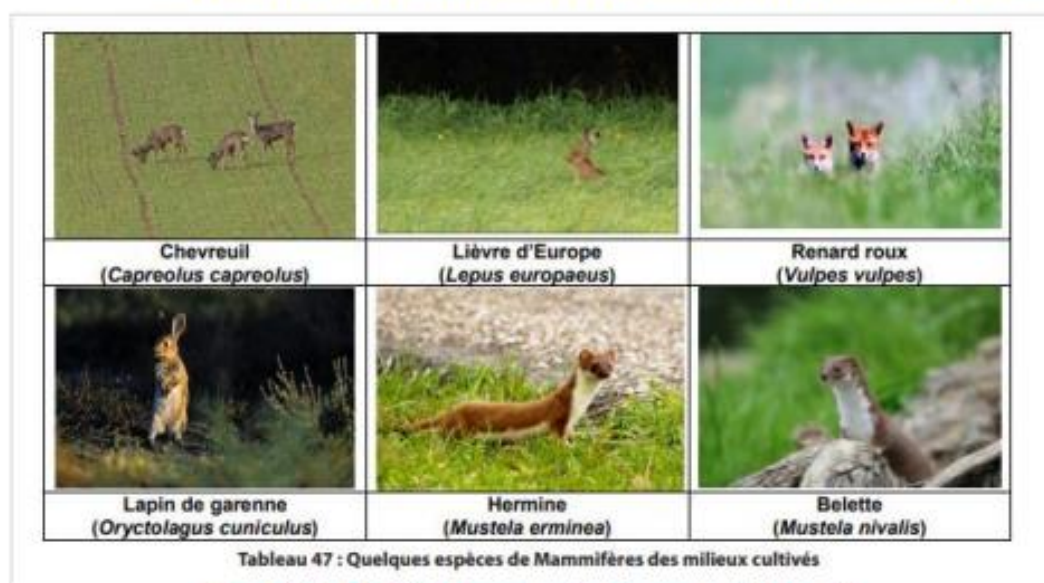 Chevreuil
(Capreolus capreolus)
Lièvre d'Europe
(Lepus europaeus)
Renard roux
(Vulpes vulpes)
Lapin de garenne
(Oryctolagus cuniculus)
Hermine
(Mustela erminea)
Belette
(Mustela nivalis)
Tableau 47 : Quelques espèces de Mammifères des milieux cultivés